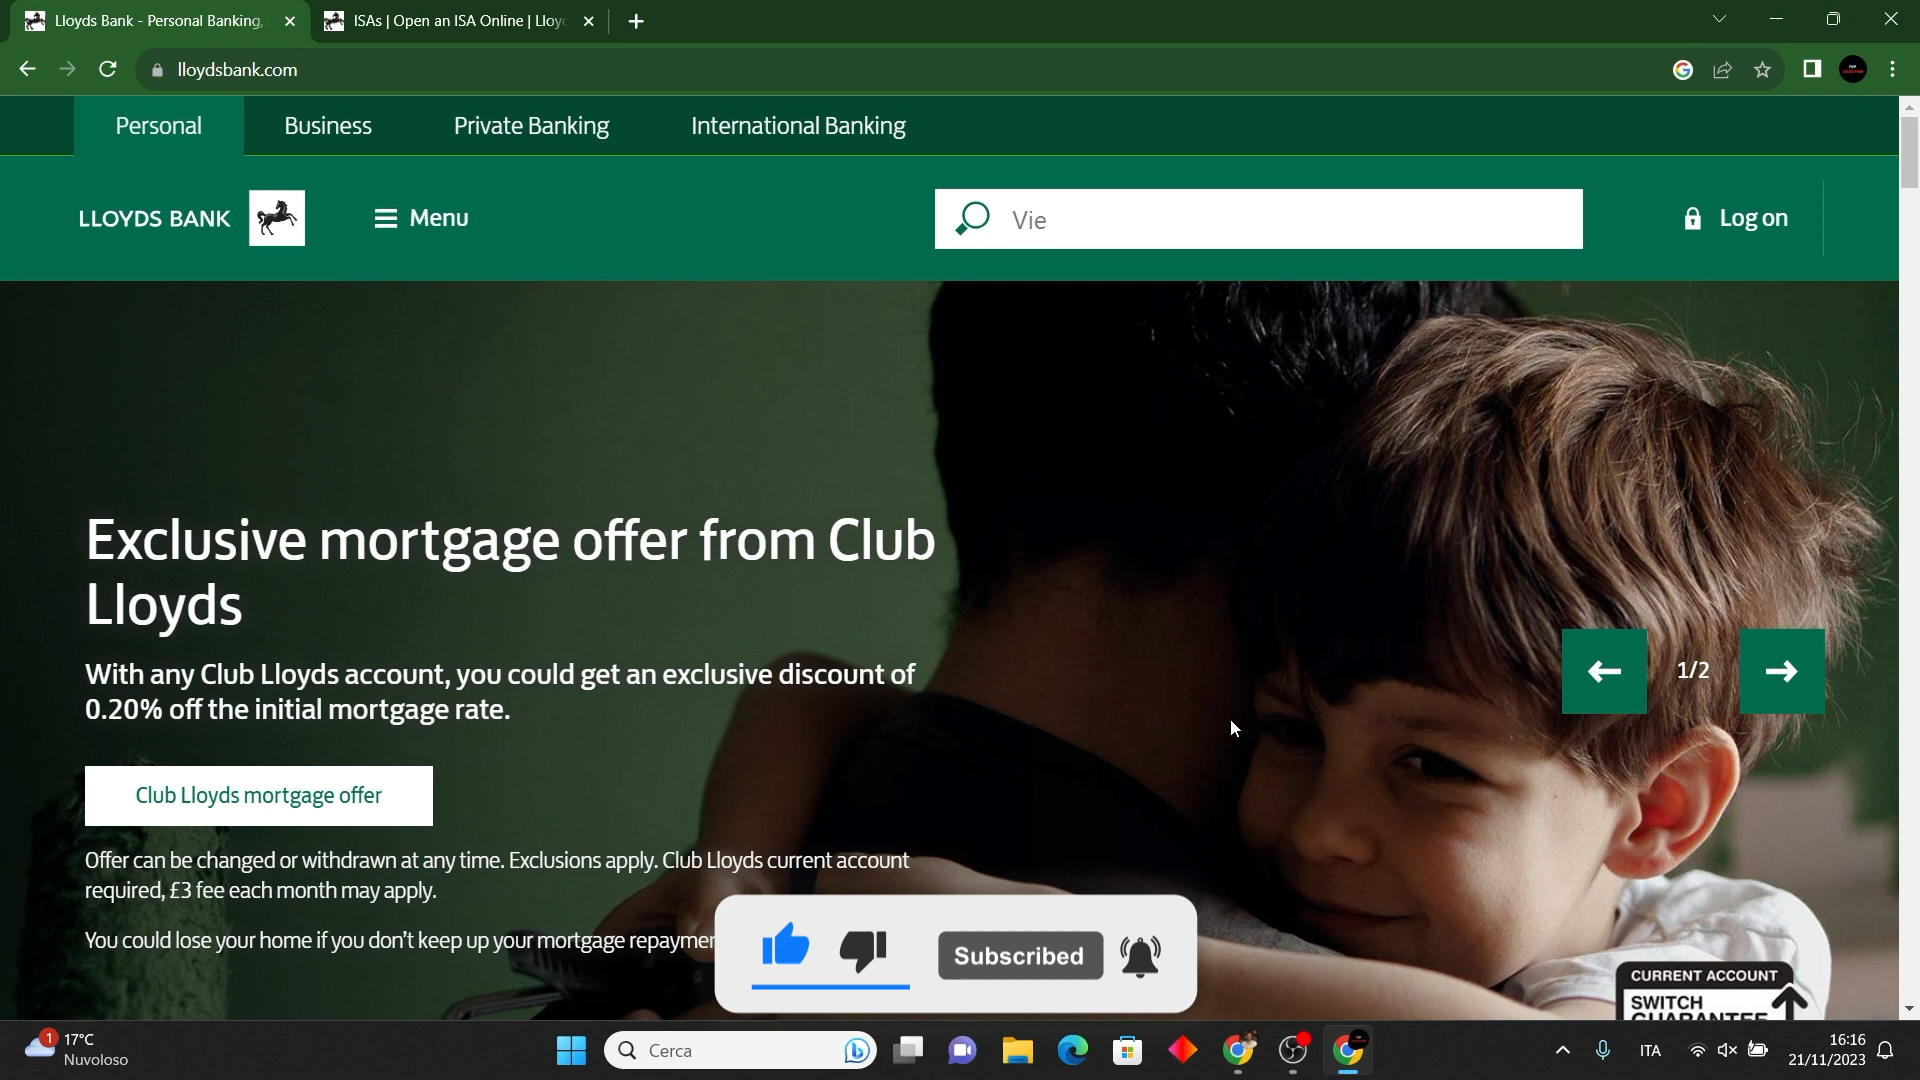 Lloyds Bank - Personal Banking,
ISAs | Open an ISA Online | Lloy
lloydsbank.com
Personal
Business
Private Banking
International Banking
LLOYDS BANK
Menu
Vie
Log on
Exclusive mortgage offer from Club
Lloyds
With any Club Lloyds account, you could get an exclusive discount of
0.20% off the initial mortgage rate.
1/2
Club Lloyds mortgage offer
Offer can be changed or withdrawn at any time. Exclusions apply. Club Lloyds current account
required, £3 fee each month may apply.
You could lose your home if you don't keep up your mortgage
Subscribed
CURRENT ACCOUNT
SWITCH
GUARANTEE
1
17°C
Nuvoloso
Cerca
ITA
16:16
21/11/2023